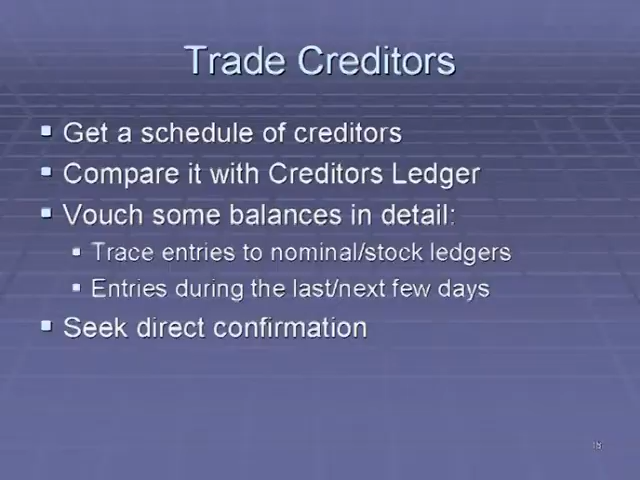 Trade Creditors
Get a schedule of creditors
Compare it with Creditors Ledger
Vouch some balances in detail:
Trace entries to nominal/stock ledgers
Entries during the last/next few days
Seek direct confirmation